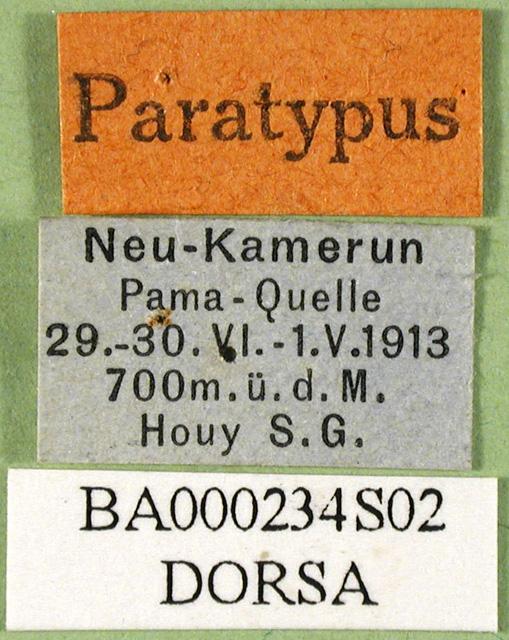 Paratypus
Neu-Kamerun
Pama-Quelle
29.-30. VI.-1.V.1913
700m.ü.d.M.
Houy S.G.
BA000234S02
DORSA